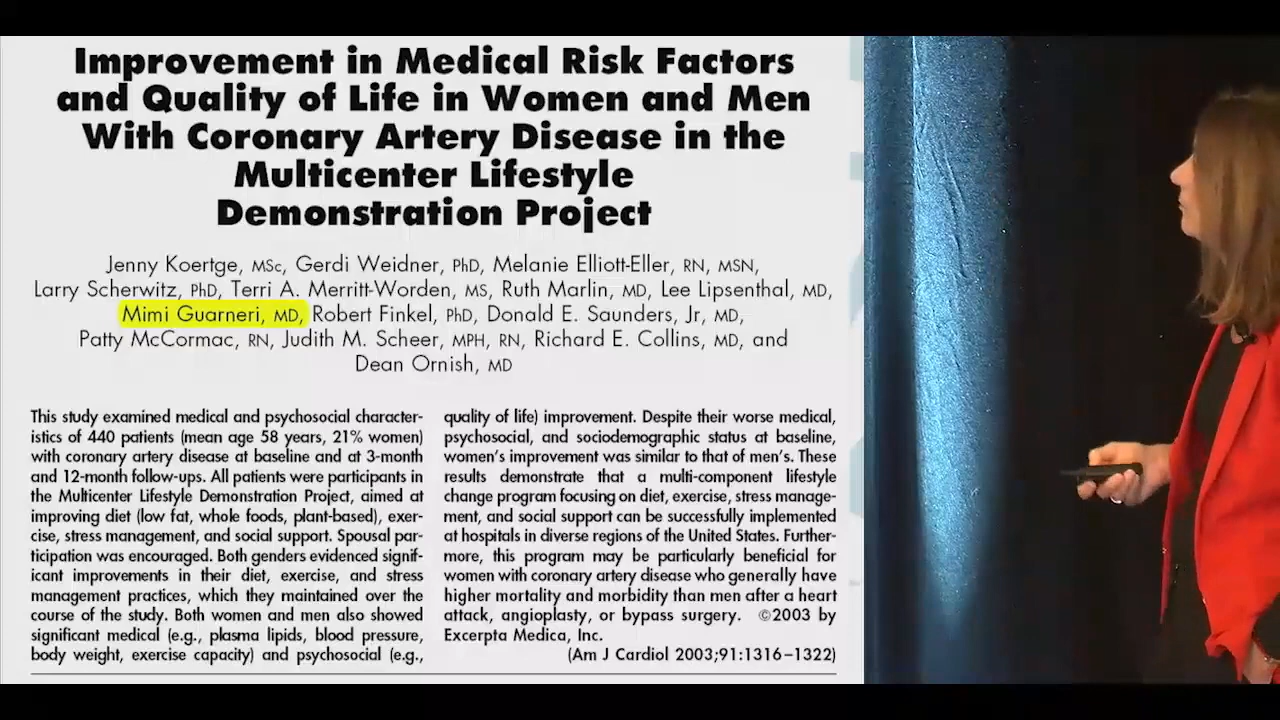 Improvement in Medical Risk Factors
and Quality of Life in Women and Men
With Coronary Artery Disease in the
Multicenter Lifestyle
Demonstration Project
Jenny Koertge, MSc, Gerdi Weidner, PhD, Melanie Elliott-Eller, RN, MSN,
Larry Scherwitz, PhD, Terri A. Merritt-Worden, MS, Ruth Marlin, MD, Lee Lipsenthal, MD,
Mimi Guarneri, MD, Robert Finkel, PhD, Donald E. Saunders, Jr, MD,
Patty McCormac, RN, Judith M. Scheer, MPH, RN, Richard E. Collins, MD, and
Dean Ornish, MD
This study examined medical and psychosocial character-
istics of 440 patients (mean age 58 years, 21% women)
with coronary artery disease at baseline and at 3-month
and 12-month follow-ups. All patients were participants in
the Multicenter Lifestyle Demonstration Project, aimed at
improving diet (low fat, whole foods, plant-based), exer-
cise, stress management, and social support. Spousal par-
ticipation was encouraged. Both genders evidenced signif-
icant improvements in their diet, exercise, and stress
management practices, which they maintained over the
course of the study. Both women and men also showed
significant medical (e.g., plasma lipids, blood pressure,
body weight, exercise capacity) and psychosocial (e.g.,
quality of life) improvement. Despite their worse medical,
psychosocial, and sociodemographic status at baseline,
women's improvement was similar to that of men's. These
results demonstrate that a multi-component lifestyle
change program focusing on diet, exercise, stress manage-
ment, and social support can be successfully implemented
at hospitals in diverse regions of the United States. Further-
more, this program may be particularly beneficial for
women with coronary artery disease who generally have
higher mortality and morbidity than men after a heart
attack, angioplasty, or bypass surgery. ©2003 by
Excerpta Medica, Inc.
(Am J Cardiol 2003;91:1316–1322)